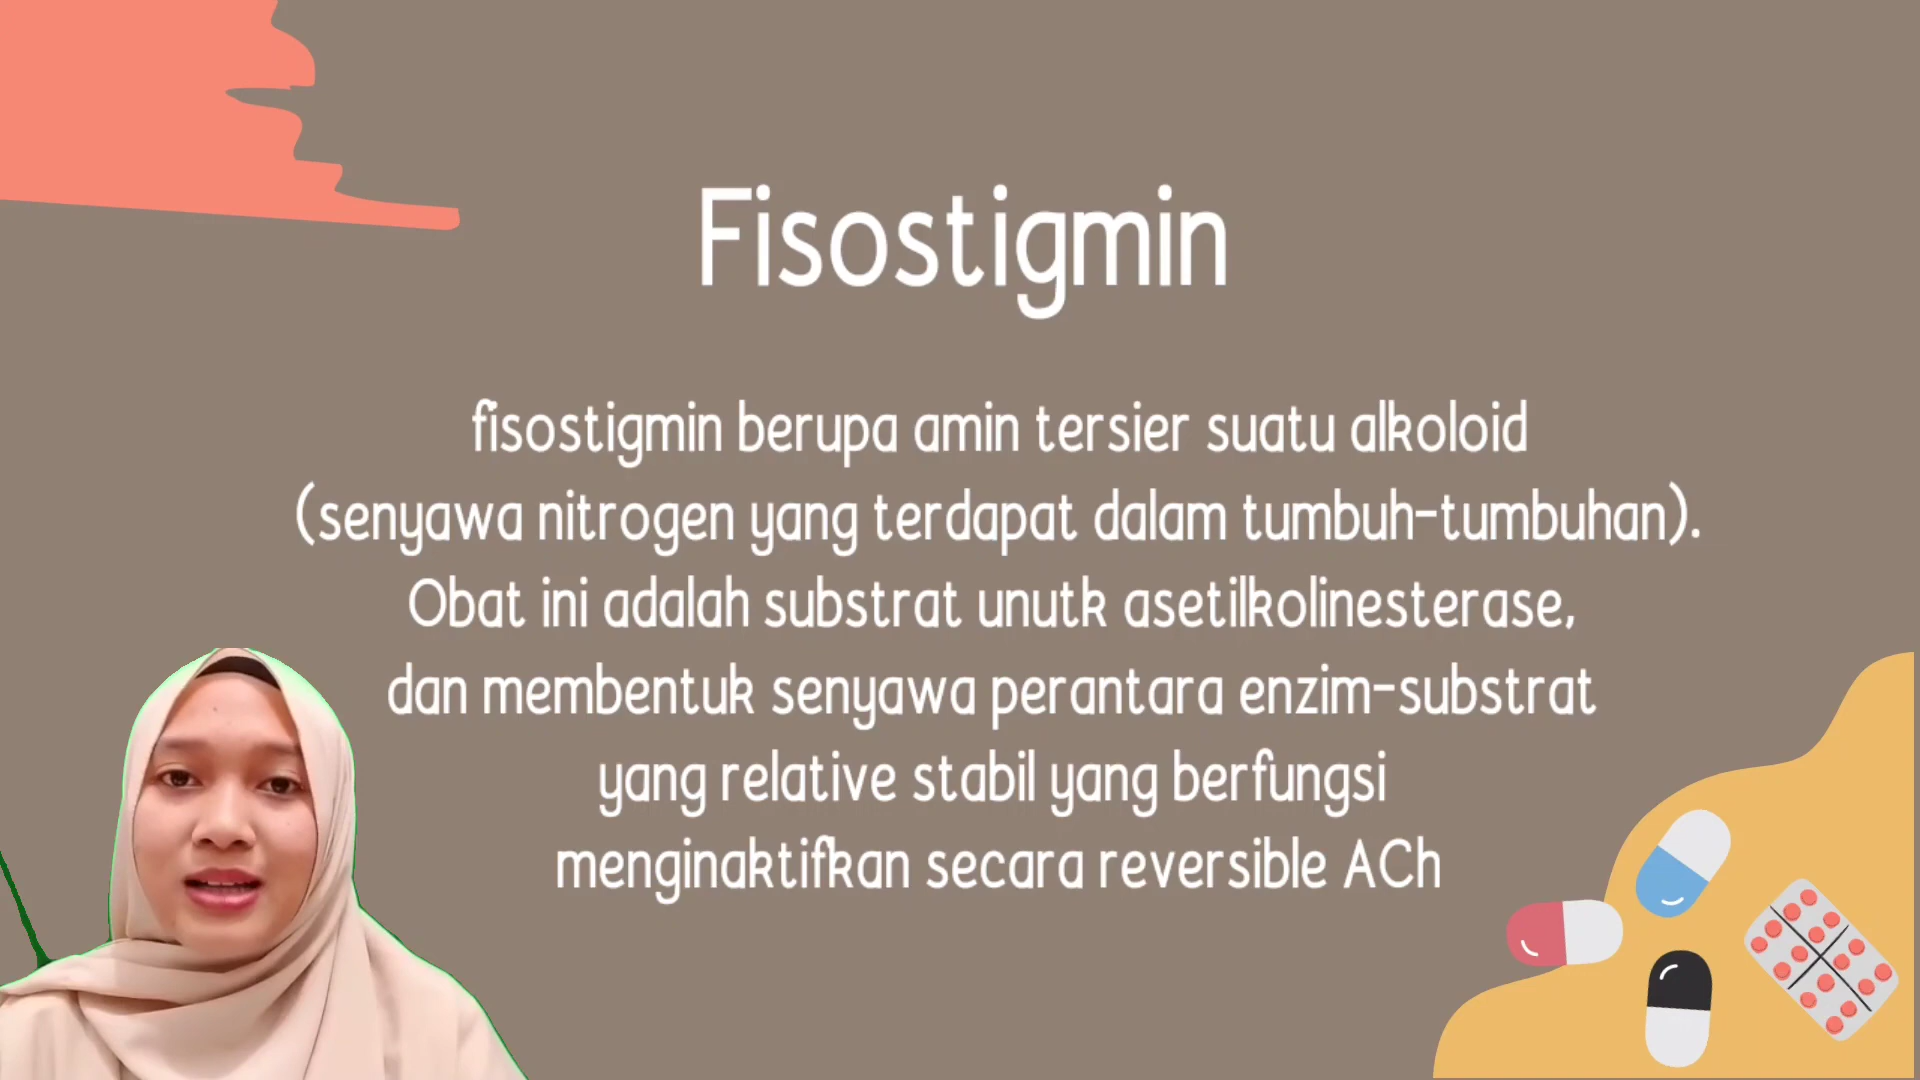 Fisostigmin
fisostigmin berupa amin tersier suatu alkoloid
(senyawa nitrogen yang terdapat dalam tumbuh-tumbuhan).
Obat ini adalah substrat unutk asetilkolinesterase,
dan membentuk senyawa perantara enzim-substrat
yang relative stabil yang berfungsi
menginaktifkan secara reversible ACh